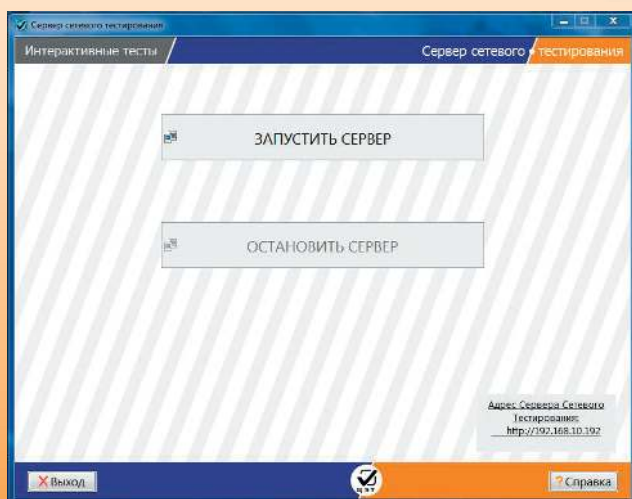 Сервер сетевого тестирования
Интерактивные тесты
Сервер сетевого тестирования
ЗАПУСТИТЬ СЕРВЕР
ОСТАНОВИТЬ СЕРВЕР
Адрес Сервера Сетевого
Тестирования:
http://192.168.10.192
Выход
ЦЭТ
? Справка